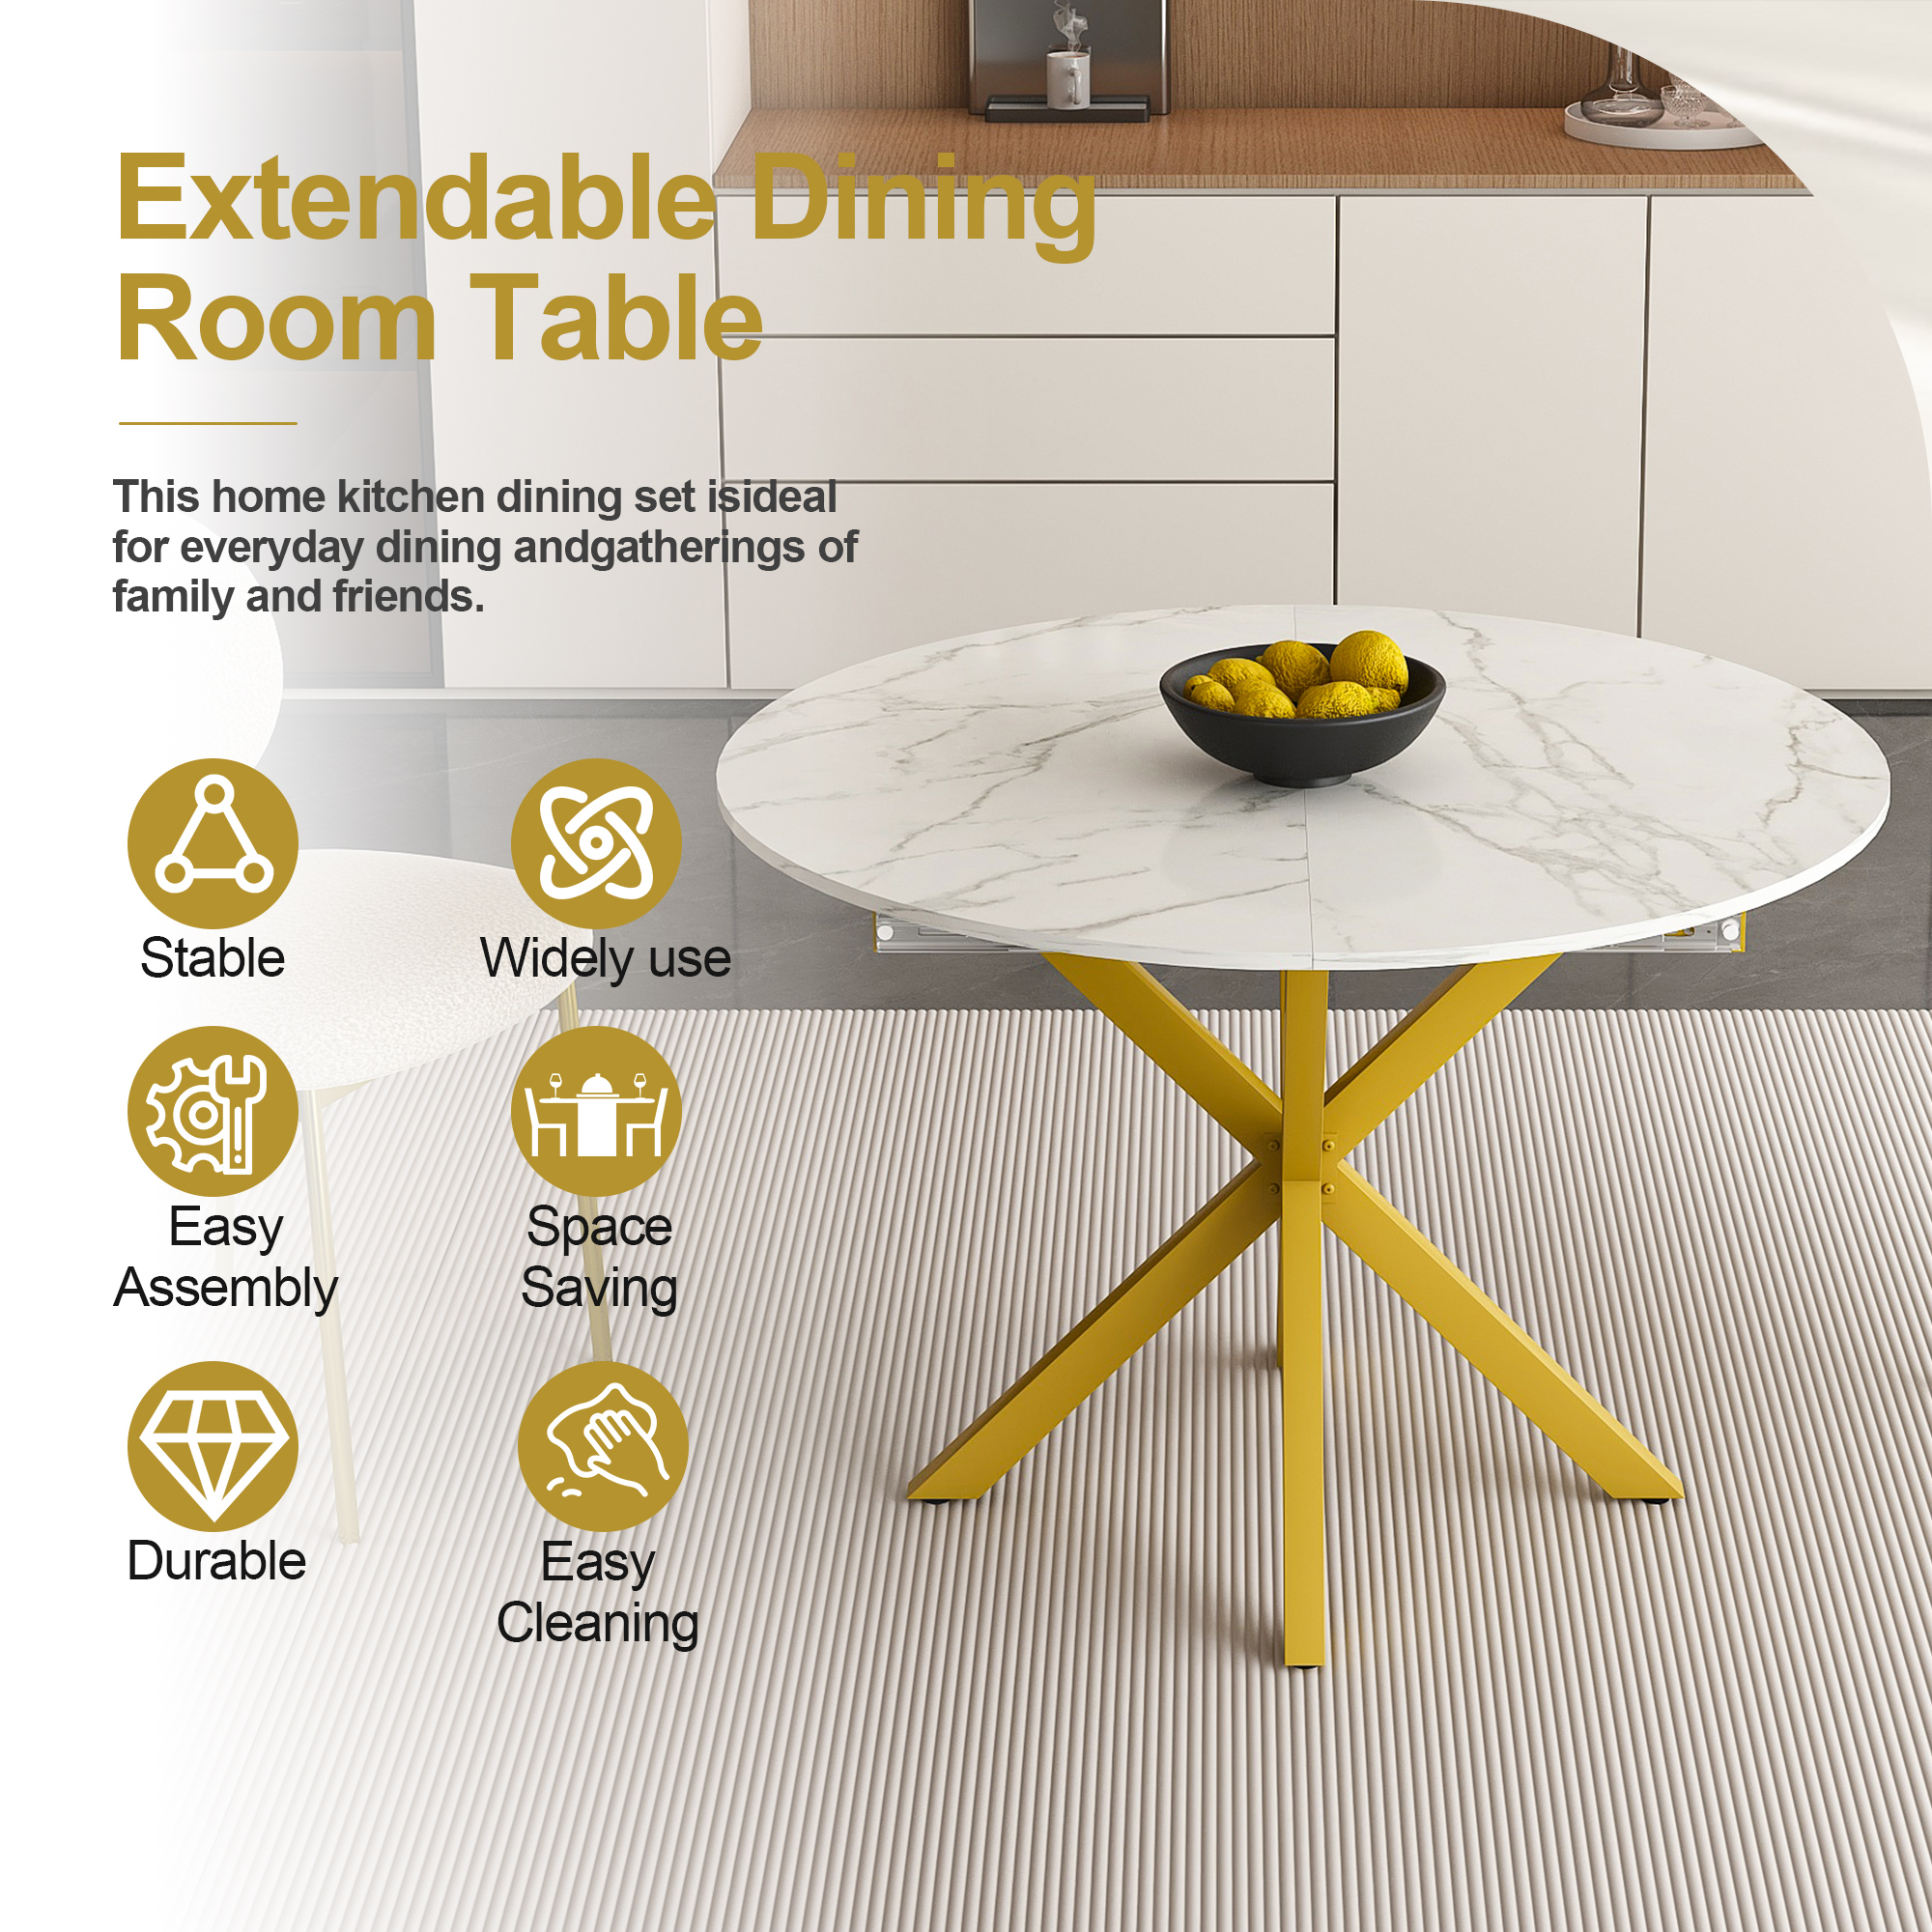 Extendable Dining
Room Table
This home kitchen dining set isideal
for everyday dining andgatherings of
family and friends.
Stable
Widely use
Easy
Assembly
Space
Saving
Durable
Easy
Cleaning